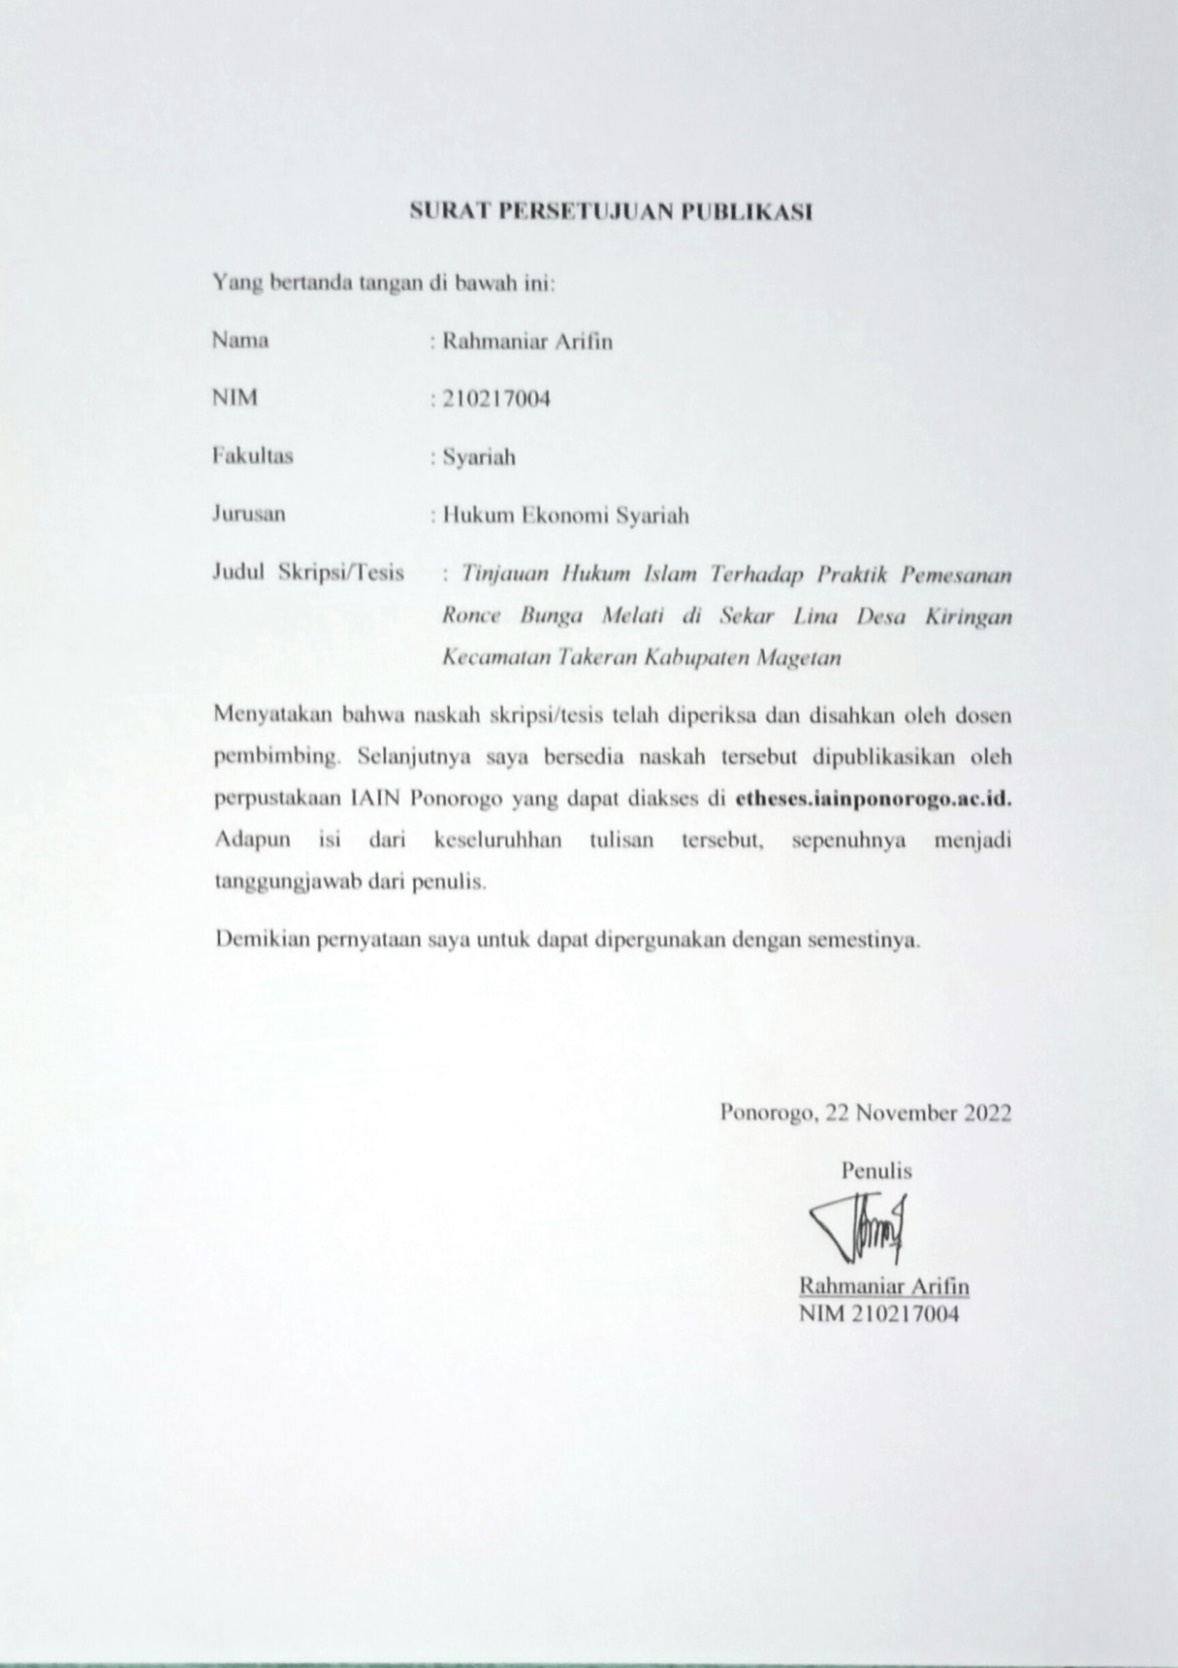 SURAT PERSETUJUAN PUBLIKASI
Yang bertanda tangan di bawah ini:
Nama : Rahmaniar Arifin
NIM : 210217004
Fakultas : Syariah
Jurusan : Hukum Ekonomi Syariah
Judul Skripsi/Tesis : Tinjauan Hukum Islam Terhadap Praktik Pemesanan
Ronce Bunga Melati di Sekar Lina Desa Kiringan
Kecamatan Takeran Kabupaten Magetan
Menyatakan bahwa naskah skripsi/tesis telah diperiksa dan disahkan oleh dosen
pembimbing. Selanjutnya saya bersedia naskah tersebut dipublikasikan oleh
perpustakaan IAIN Ponorogo yang dapat diakses di etheses.iainponorogo.ac.id.
Adapun isi dari keseluruhhan tulisan tersebut, sepenuhnya menjadi
tanggungjawab dari penulis.
Demikian pernyataan saya untuk dapat dipergunakan dengan semestinya.
Ponorogo, 22 November 2022
Penulis
Rahmaniar Arifin
NIM 210217004